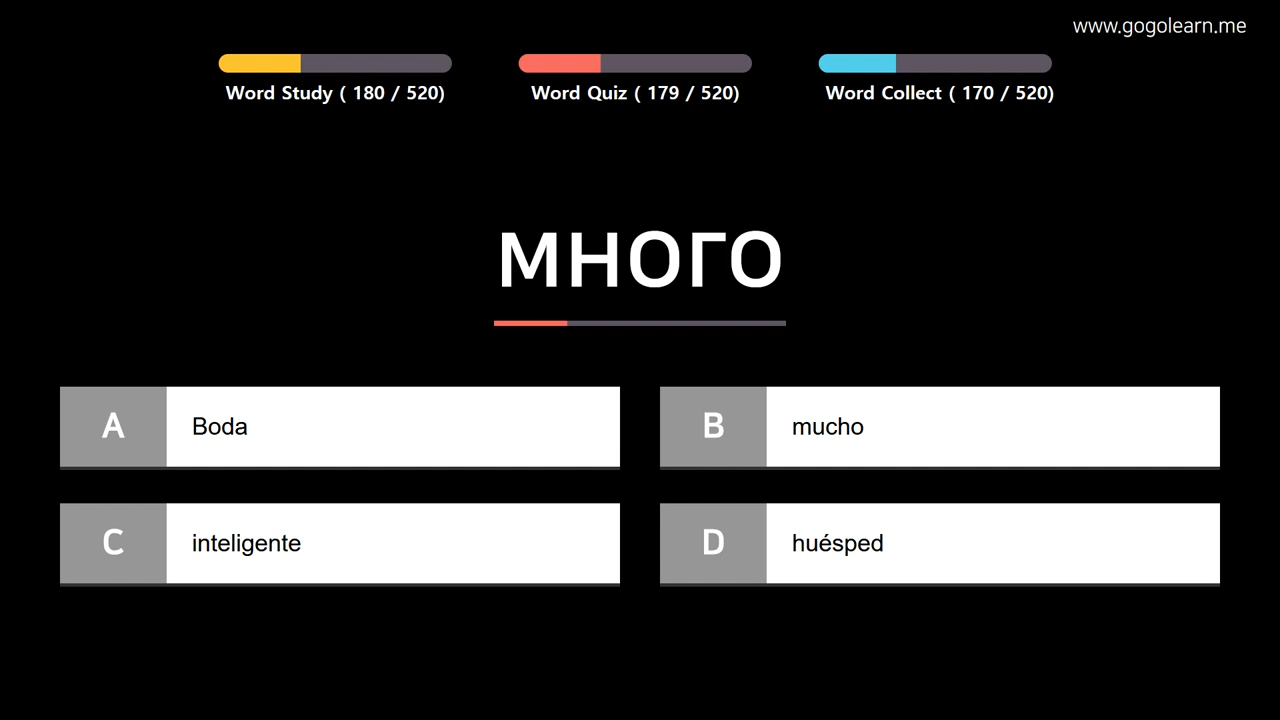 www.gogolearn.me
Word Study ( 180 / 520)
Word Quiz ( 179 / 520)
Word Collect ( 170 / 520)
много
A Boda
B mucho
C inteligente
D huésped